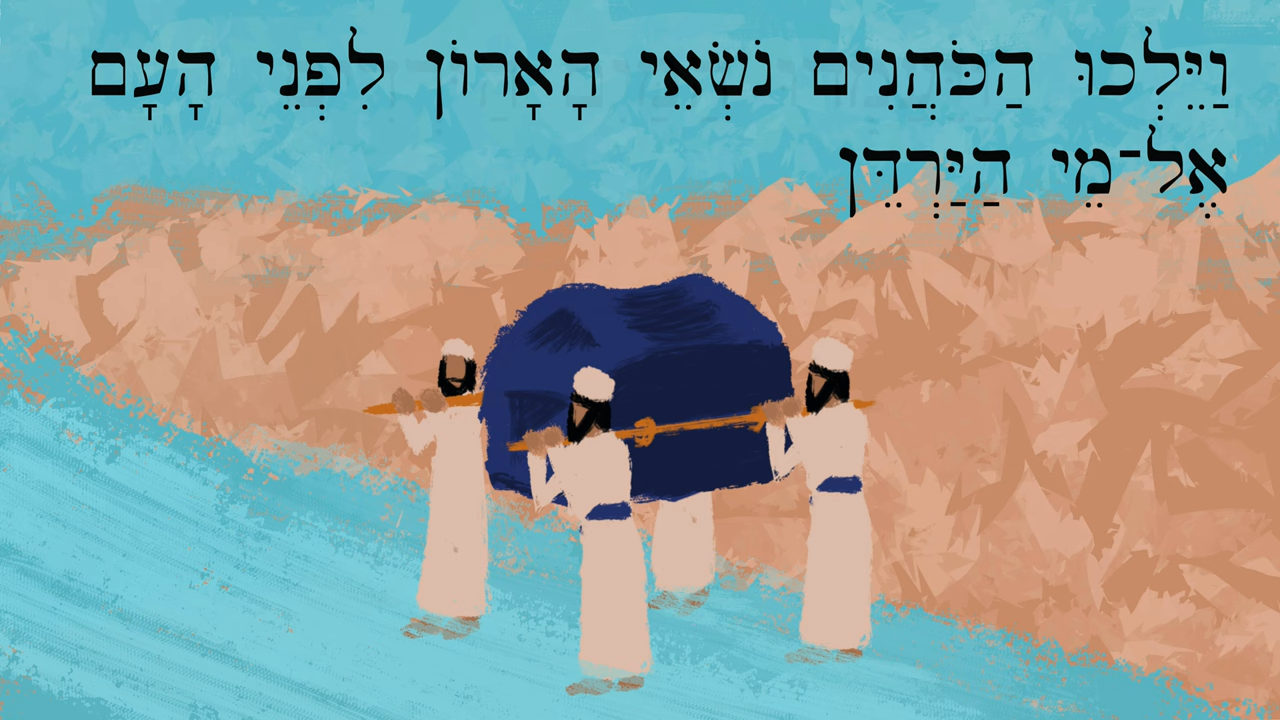 וַיֵּלְכוּ הַכֹּהֲנִים נֹשְׂאֵי הָאָרוֹן לִפְנֵי הָעָם
אֶל־מֵי הַיַּרְדֵּן